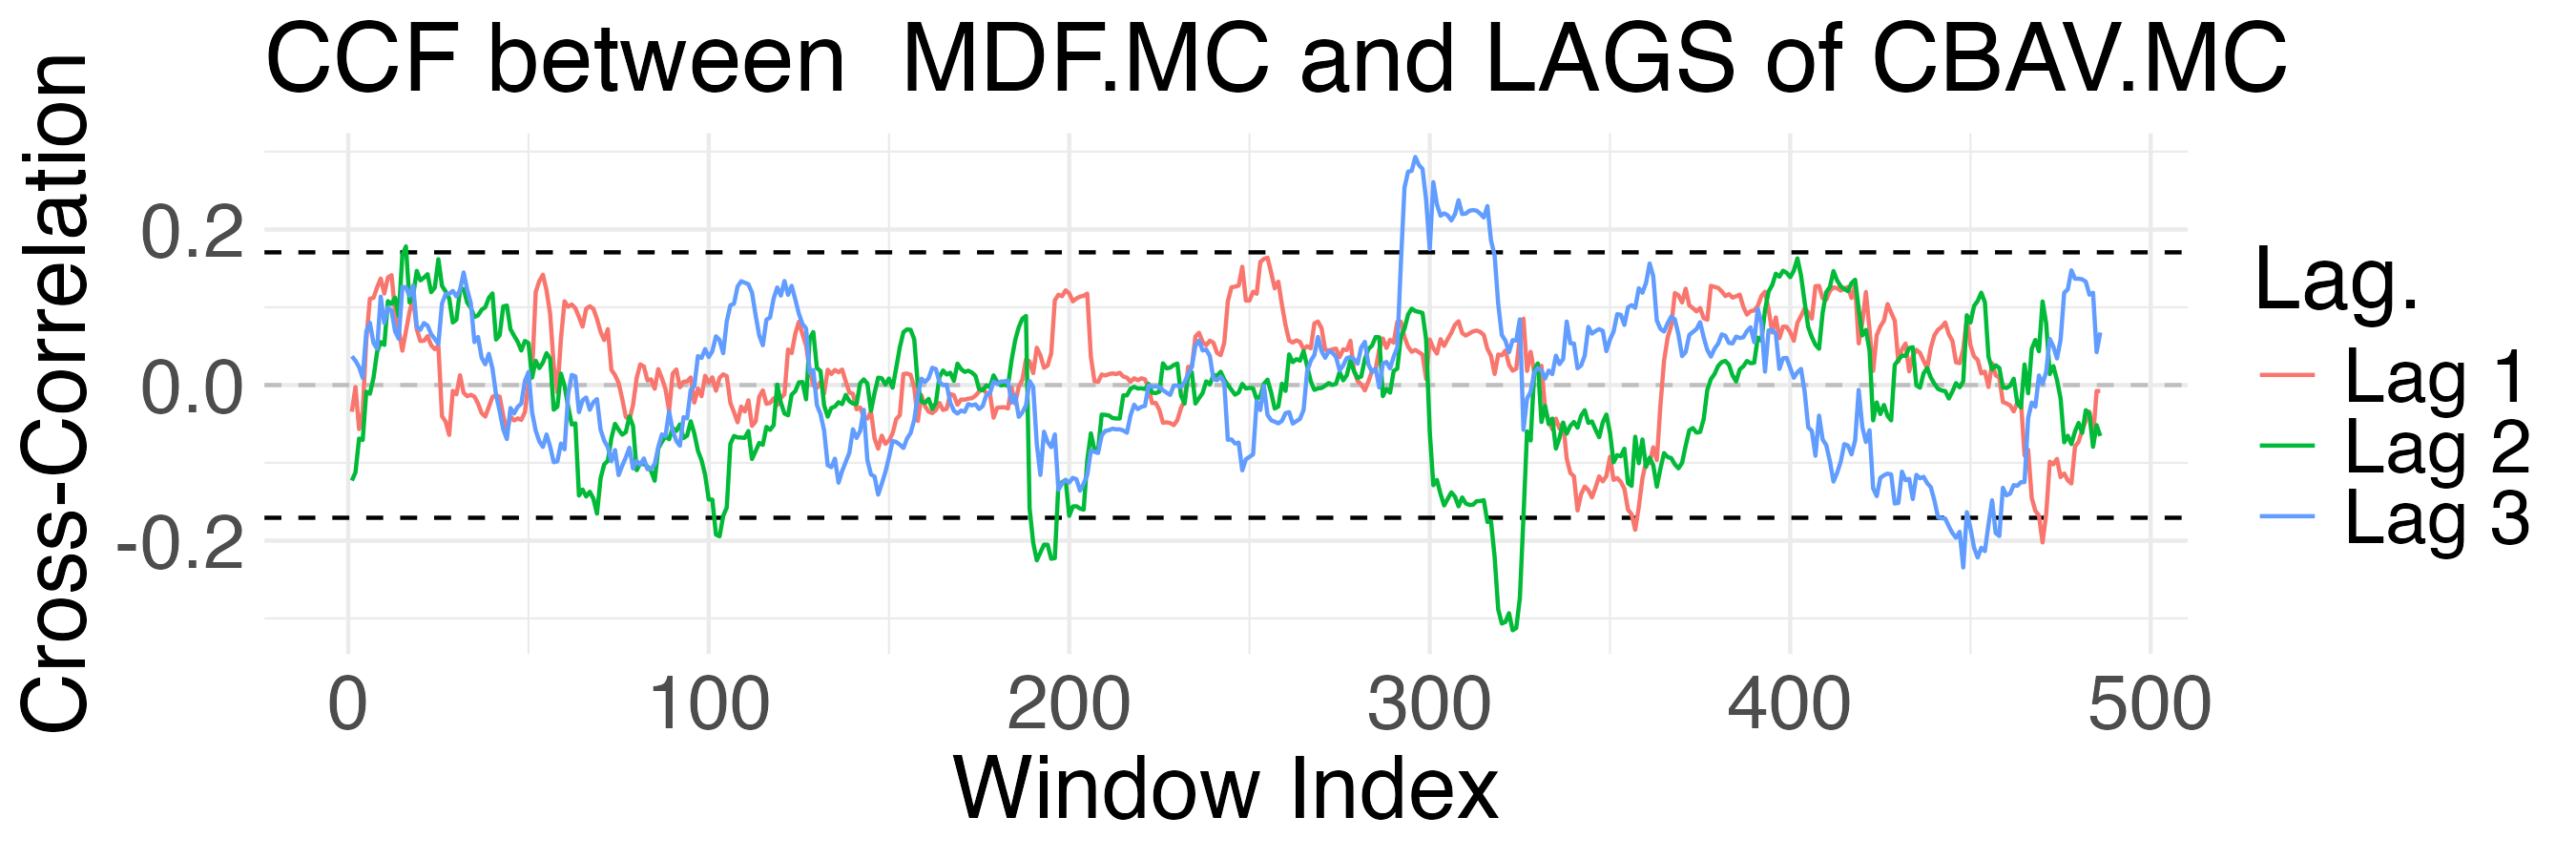 CCF between  MDF.MC and LAGS of CBAV.MC
Cross-Correlation
0.2
0.0
-0.2
0 100 200 300 400 500
Window Index
Lag.
Lag 1
Lag 2
Lag 3